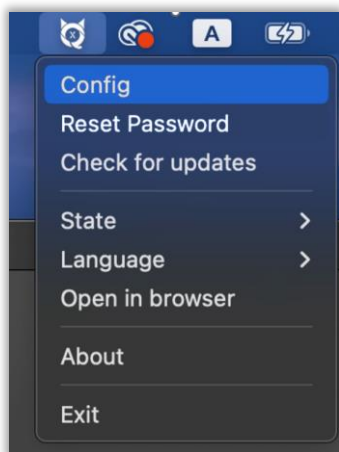 A
Config
Reset Password
Check for updates
State
Language
Open in browser
About
Exit